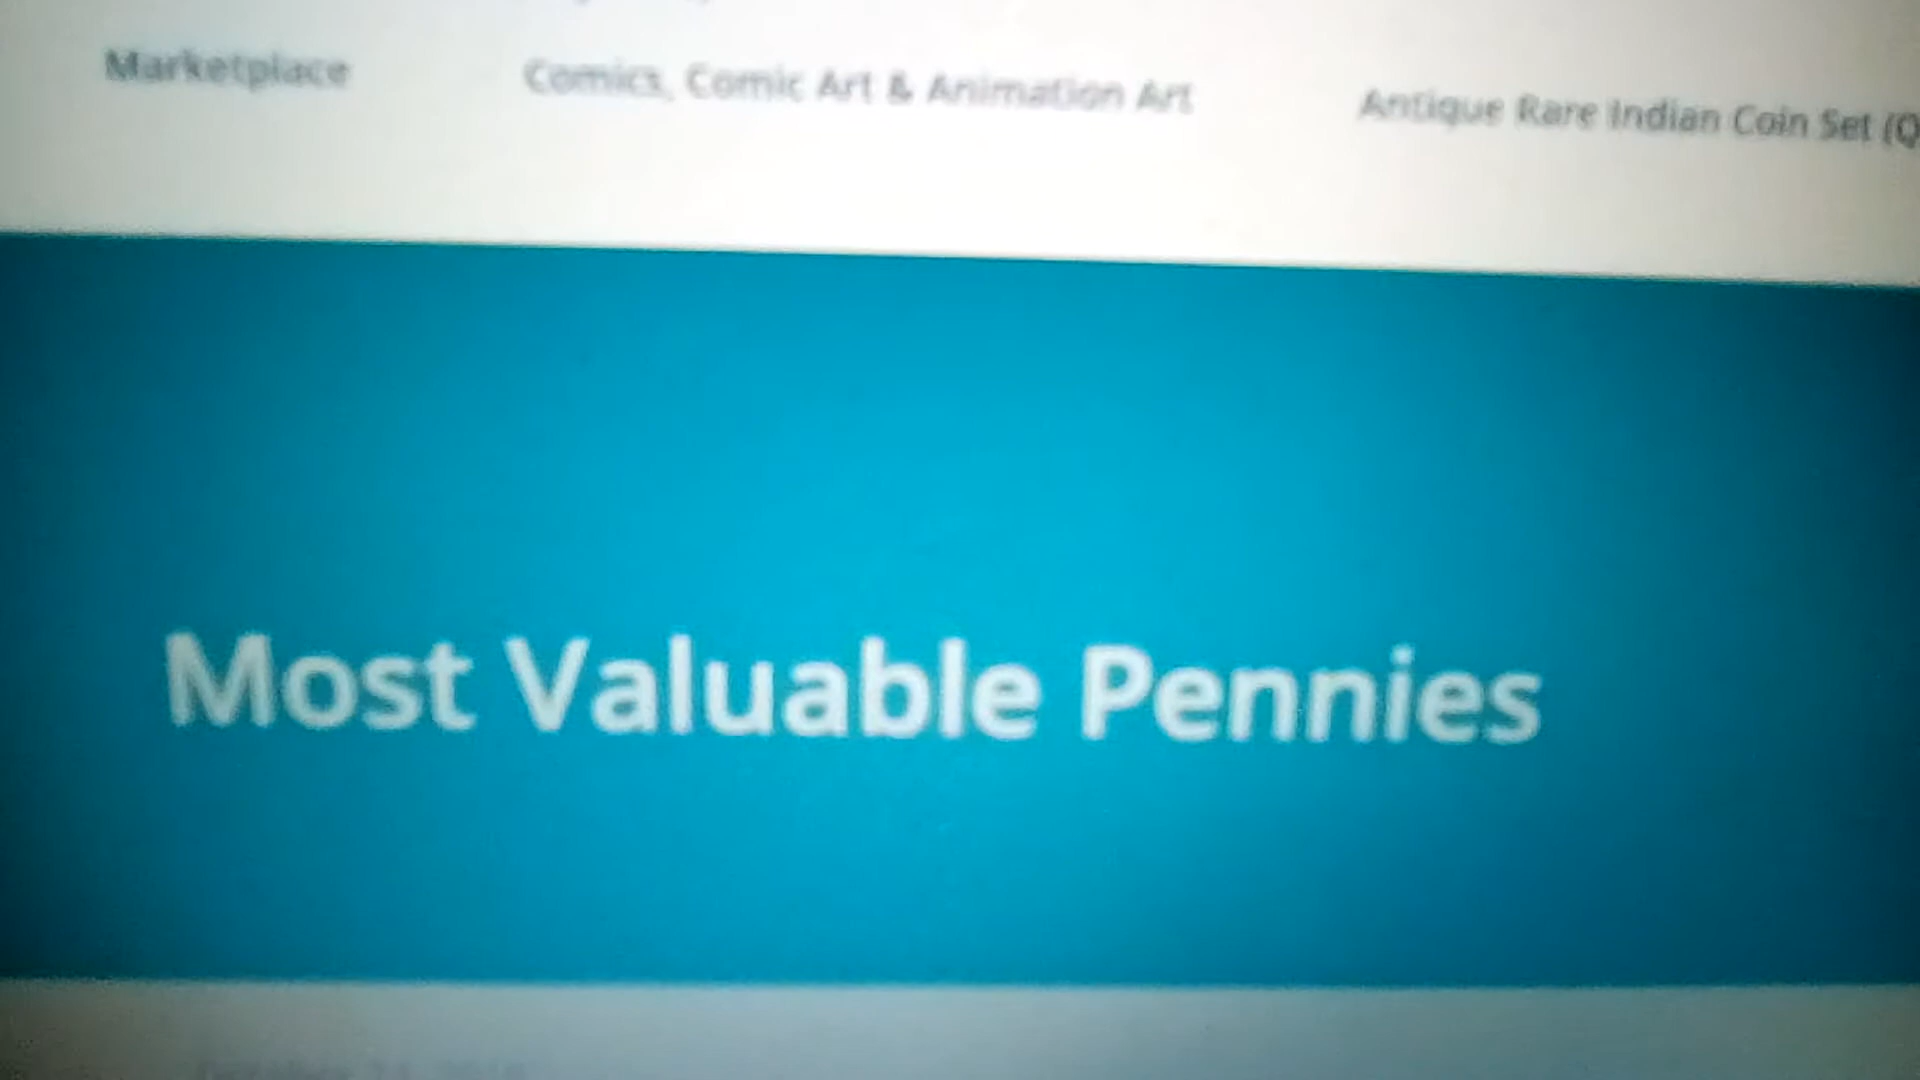 Marketplace
Comics, Comic Art & Animation Art
Antique Rare Indian Coin Set (Q
Most Valuable Pennies